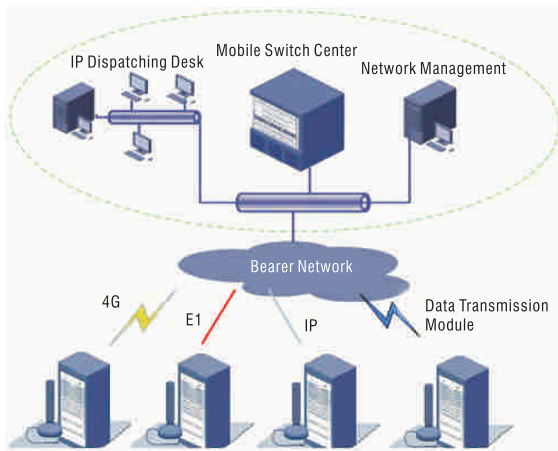 IP Dispatching Desk
Mobile Switch Center
Network Management
Bearer Network
4G
E1
IP
Data Transmission
Module